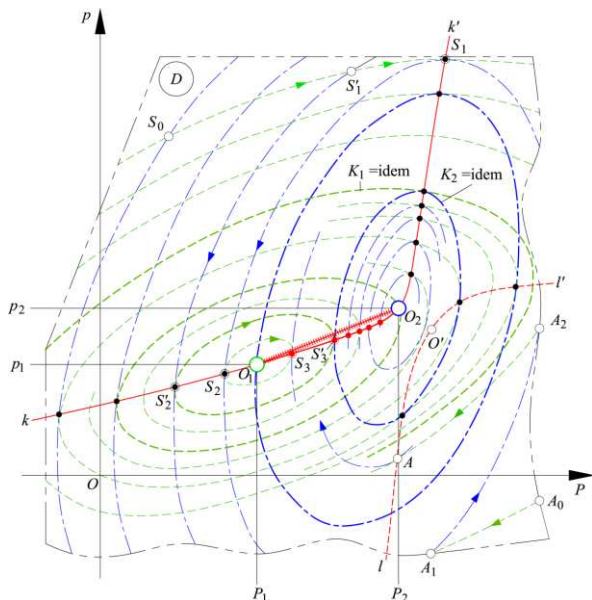 p
k′
D
S₁
S′₁
S₀
K₁ =idem
K₂ =idem
l′
p₂
O₂
A₂
O′
S′₃
S₃
p₁
O₁
S₂
S′₂
k
A
O
P
A₀
l
A₁
P₁
P₂